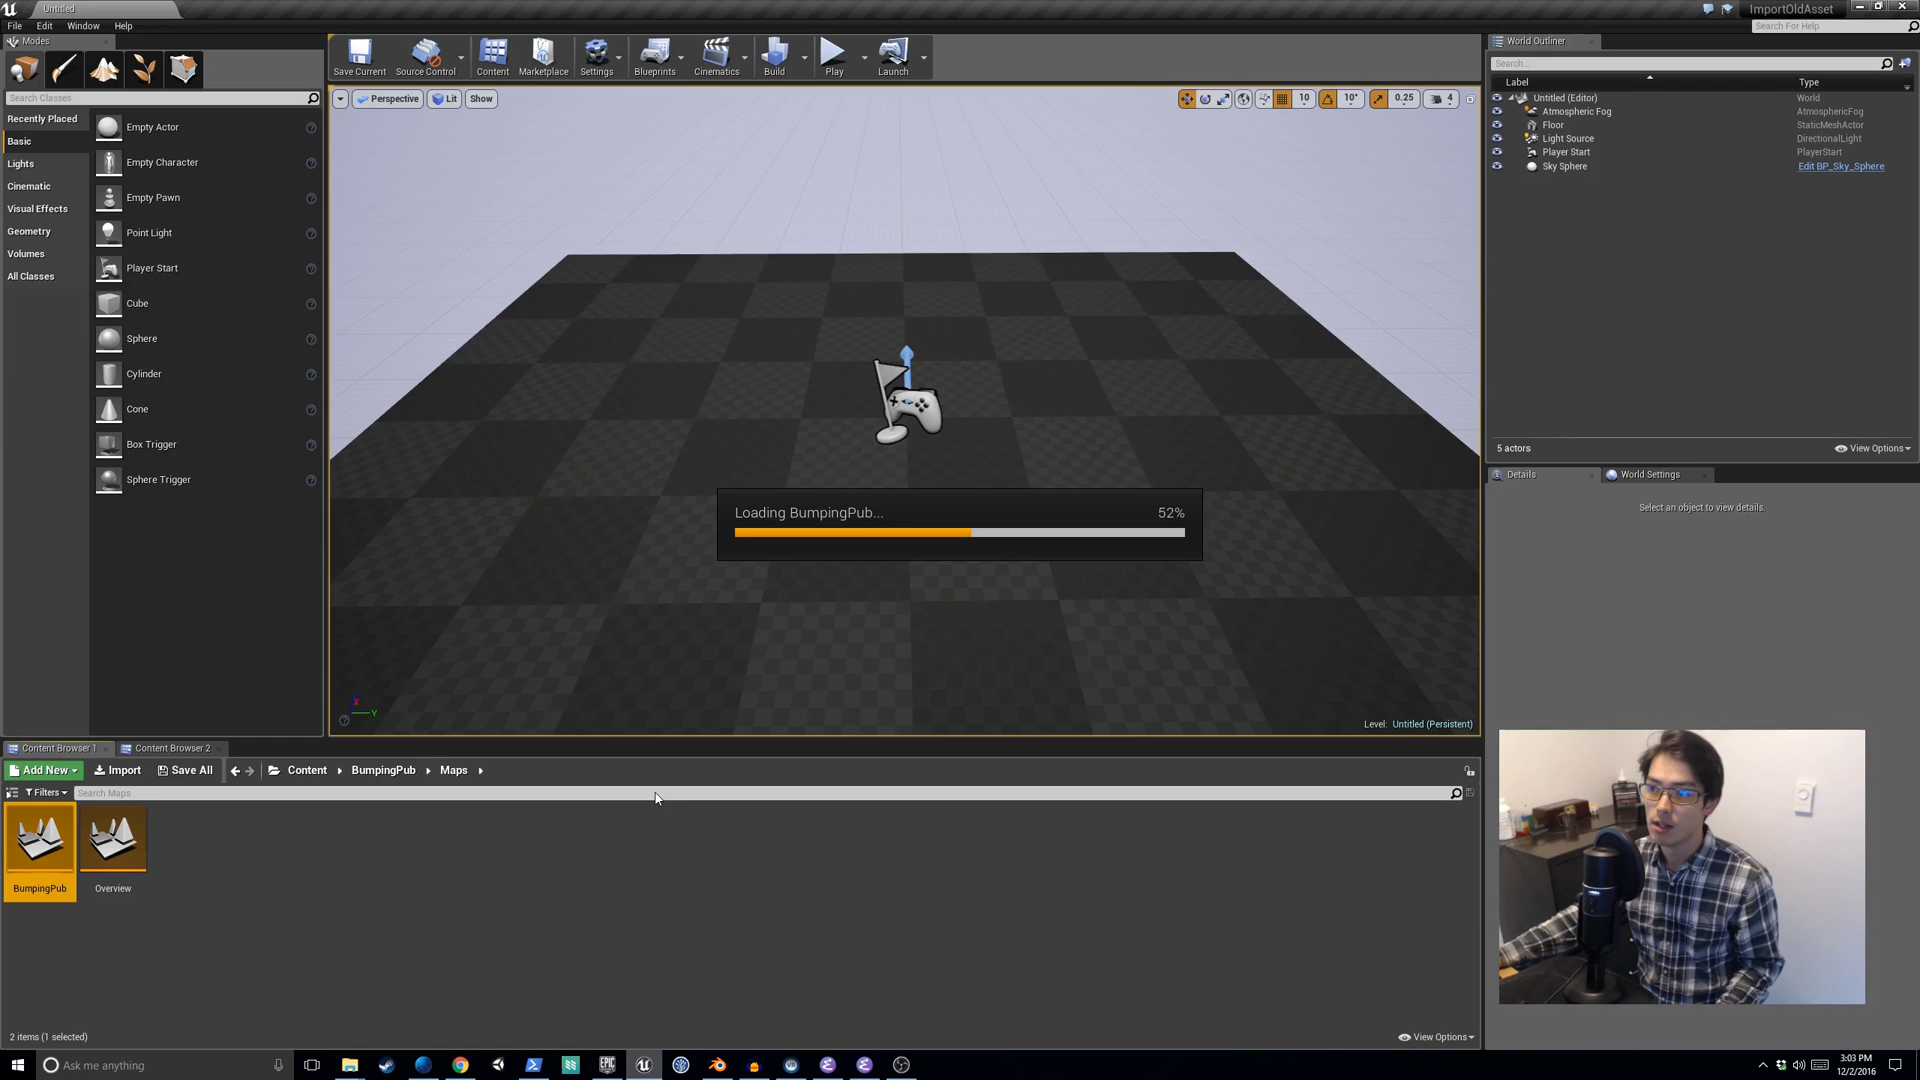 Untitled
ImportOldAsset
File Edit Window Help
Search For Help
Modes
Search Classes
Recently Placed
Basic
Lights
Cinematic
Visual Effects
Geometry
Volumes
All Classes
Empty Actor
Empty Character
Empty Pawn
Point Light
Player Start
Cube
Sphere
Cylinder
Cone
Box Trigger
Sphere Trigger
Save Current Source Control Content Marketplace Settings Blueprints Cinematics Build Play Launch
Perspective Lit Show
10 10° 0.25 4
Loading BumpingPub... 52%
Level: Untitled (Persistent)
World Outliner
Search...
Label Type
Untitled (Editor) World
Atmospheric Fog AtmosphericFog
Floor StaticMeshActor
Light Source DirectionalLight
Player Start PlayerStart
Sky Sphere Edit BP_Sky_Sphere
5 actors View Options
Details World Settings
Select an object to view details.
Content Browser 1 Content Browser 2
Add New Import Save All Content BumpingPub Maps
Filters Search Maps
BumpingPub Overview
2 items (1 selected) View Options
Ask me anything
EPIC
3:03 PM
12/2/2016